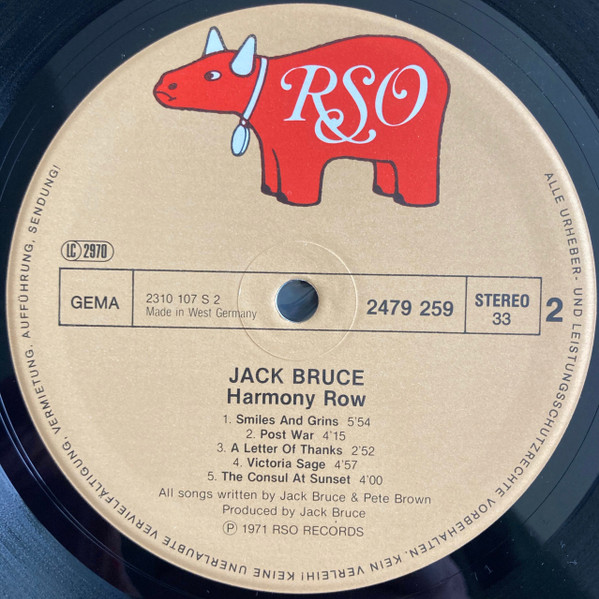 RSO
ALLE URHEBER- UND LEISTUNGSSCHUTZRECHTE VORBEHALTEN. KEIN VERLEIH! KEINE UNERLAUBTE VERVIELFÄLTIGUNG, VERMIETUNG, AUFFÜHRUNG, SENDUNG!
LC 2970
GEMA
2310 107 S 2
Made in West Germany
2479 259
STEREO
33
2
JACK BRUCE
Harmony Row
1. Smiles And Grins 5'54
2. Post War 4'15
3. A Letter Of Thanks 2'52
4. Victoria Sage 4'57
5. The Consul At Sunset 4'00
All songs written by Jack Bruce & Pete Brown
Produced by Jack Bruce
℗ 1971 RSO RECORDS